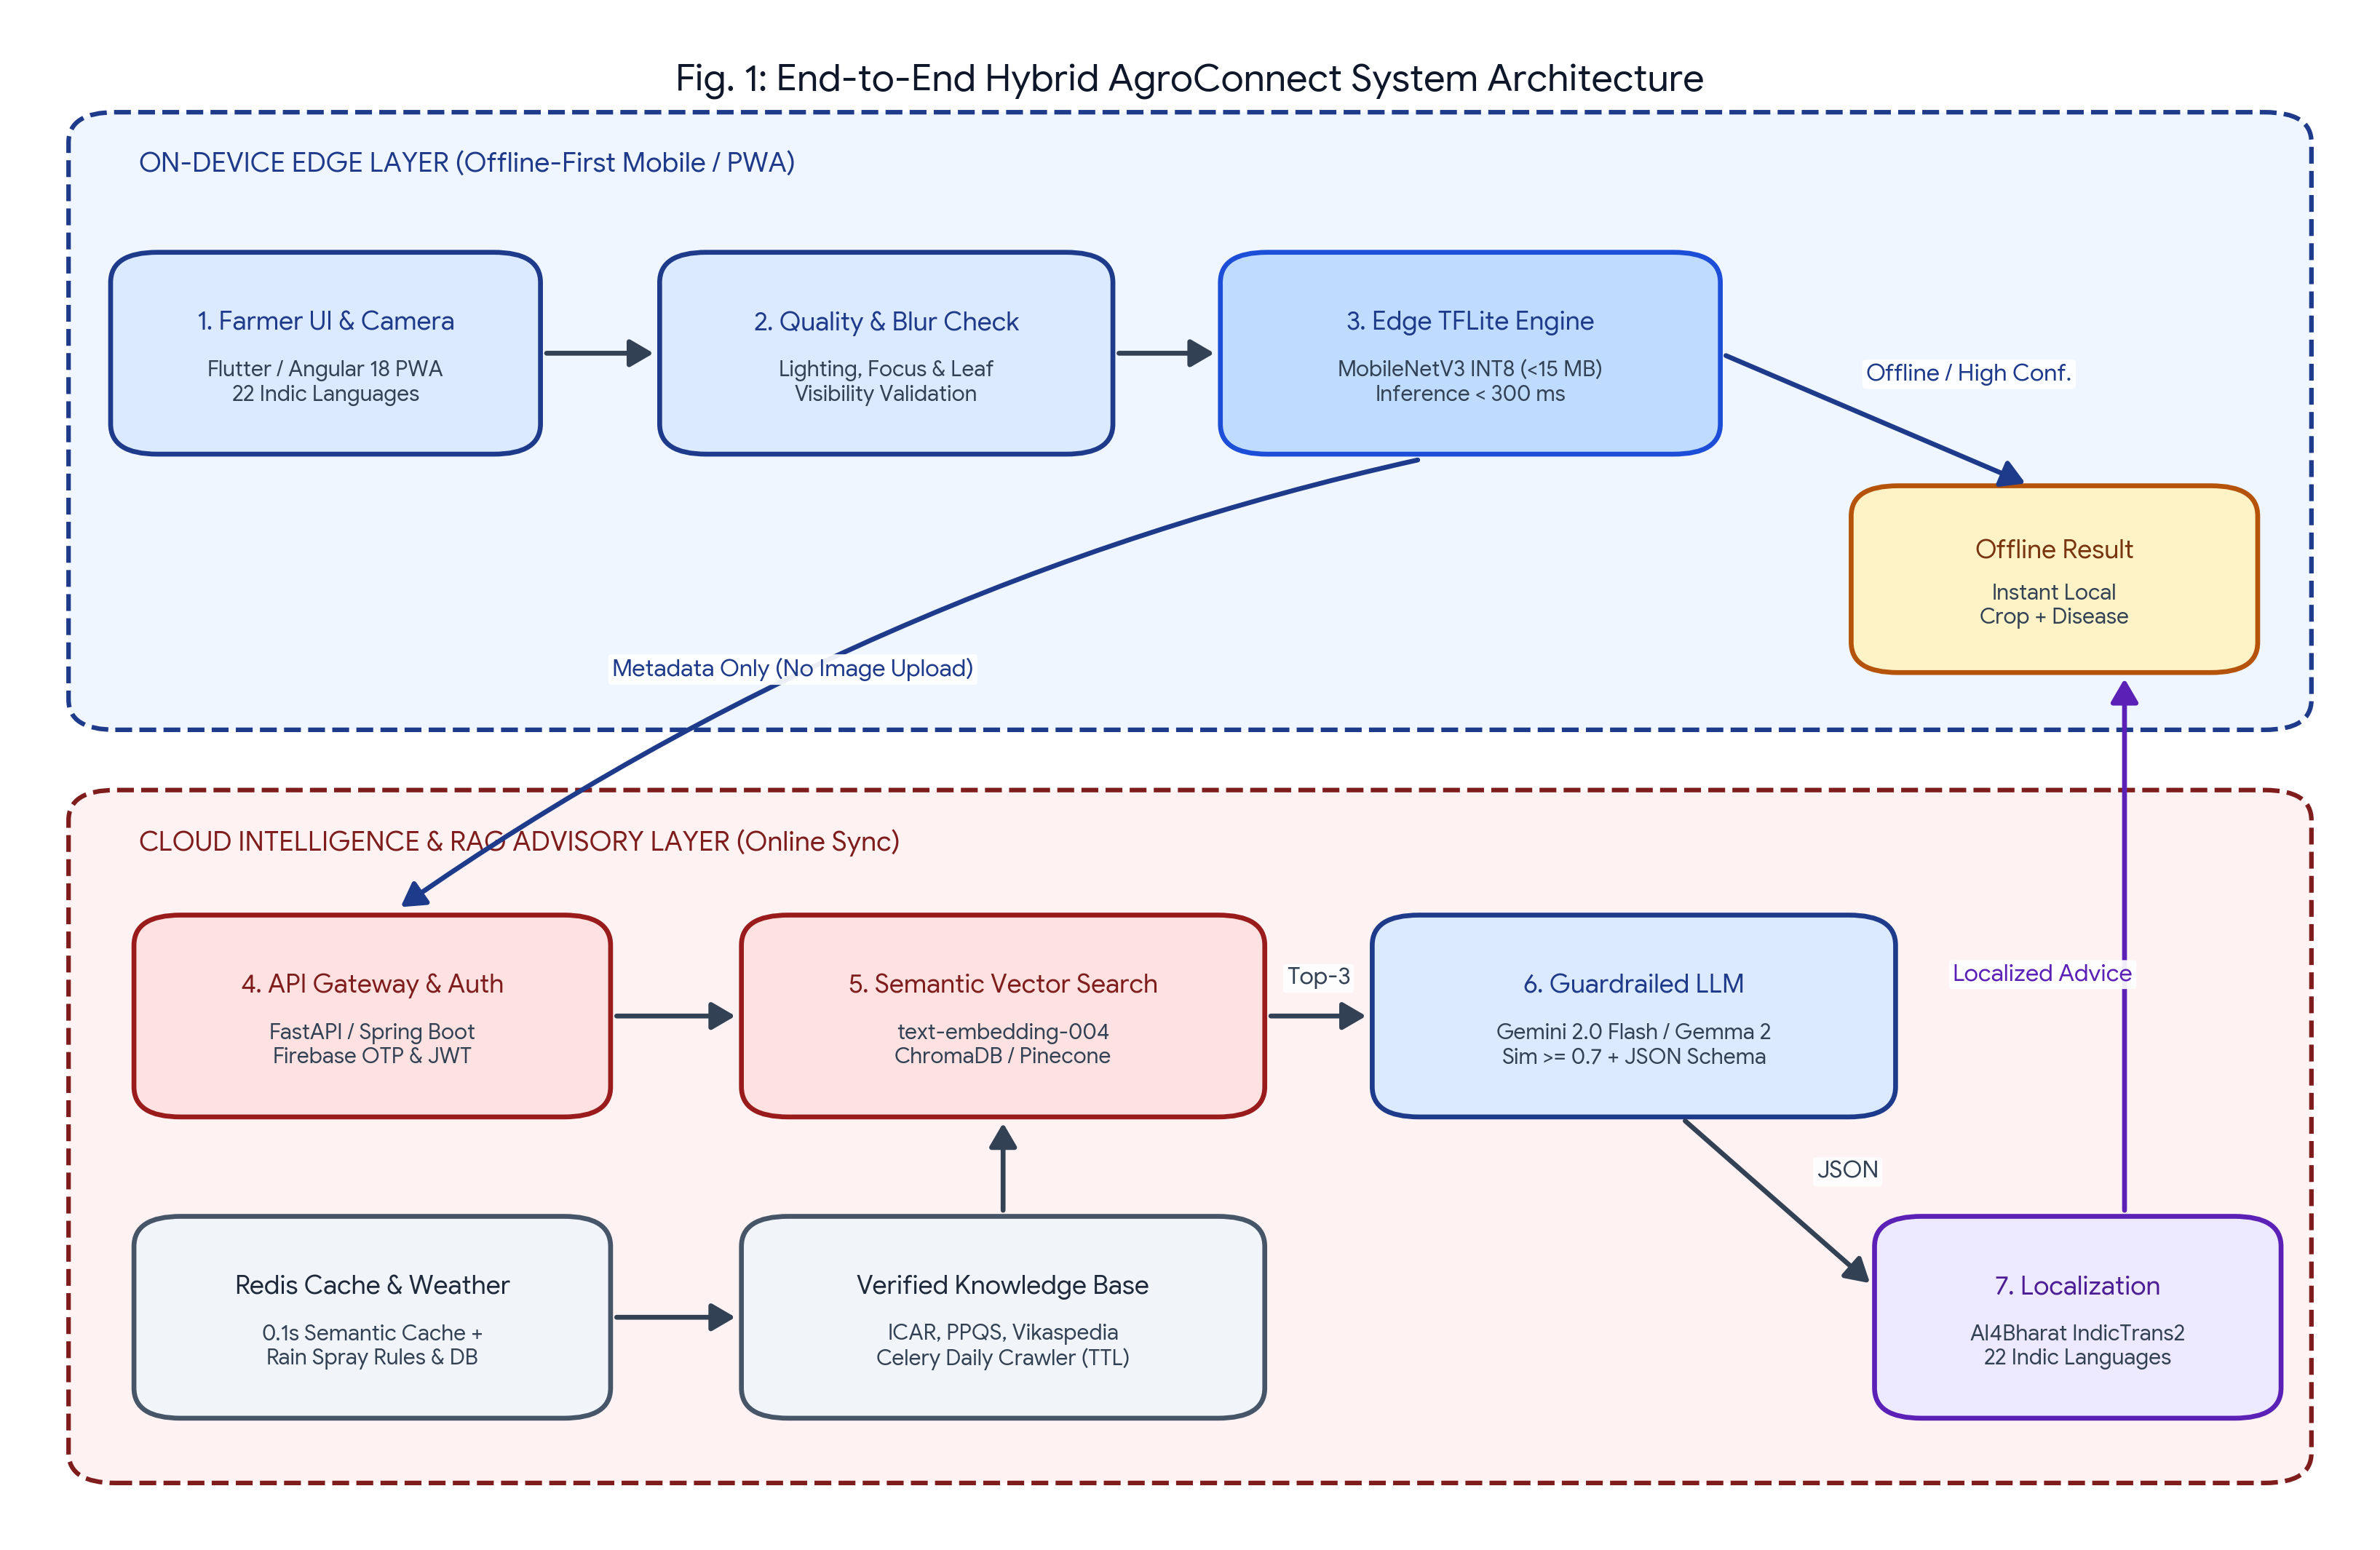 Fig. 1: End-to-End Hybrid AgroConnect System Architecture
ON-DEVICE EDGE LAYER (Offline-First Mobile / PWA)
1. Farmer UI & Camera
Flutter / Angular 18 PWA
22 Indic Languages
2. Quality & Blur Check
Lighting, Focus & Leaf
Visibility Validation
3. Edge TFLite Engine
MobileNetV3 INT8 (<15 MB)
Inference < 300 ms
Offline / High Conf.
Offline Result
Instant Local
Crop + Disease
Metadata Only (No Image Upload)
CLOUD INTELLIGENCE & RAG ADVISORY LAYER (Online Sync)
4. API Gateway & Auth
FastAPI / Spring Boot
Firebase OTP & JWT
5. Semantic Vector Search
text-embedding-004
ChromaDB / Pinecone
Top-3
6. Guardrailed LLM
Gemini 2.0 Flash / Gemma 2
Sim >= 0.7 + JSON Schema
Localized Advice
JSON
Redis Cache & Weather
0.1s Semantic Cache +
Rain Spray Rules & DB
Verified Knowledge Base
ICAR, PPQS, Vikaspedia
Celery Daily Crawler (TTL)
7. Localization
AI4Bharat IndicTrans2
22 Indic Languages